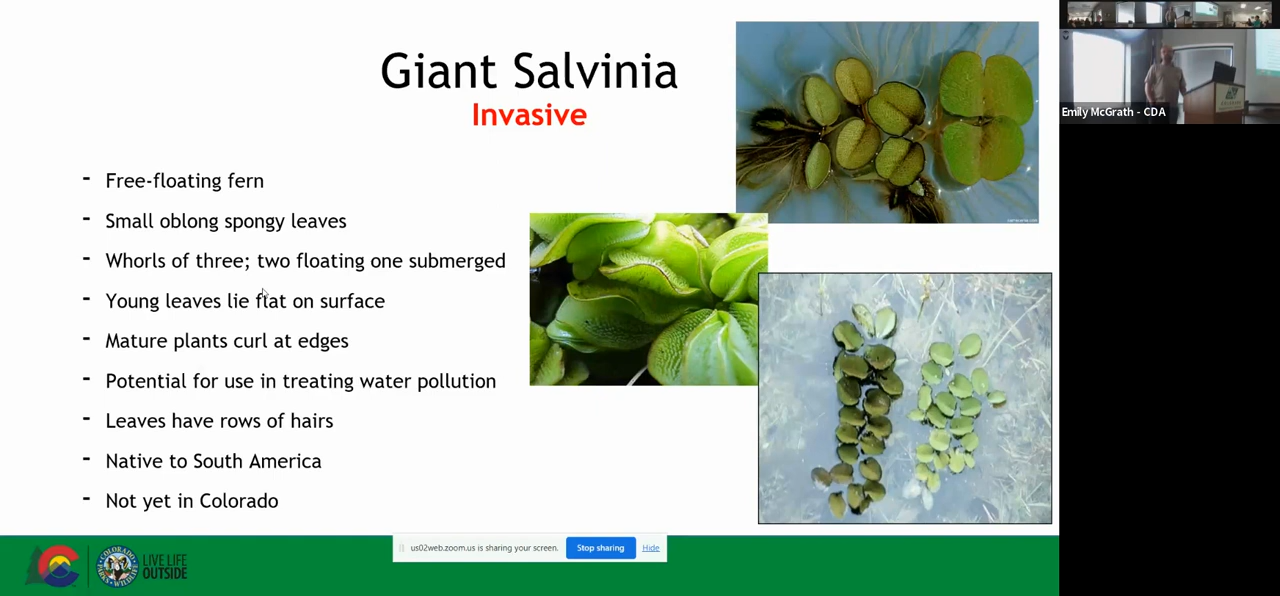 Giant Salvinia
Invasive
- Free-floating fern
- Small oblong spongy leaves
- Whorls of three; two floating one submerged
- Young leaves lie flat on surface
- Mature plants curl at edges
- Potential for use in treating water pollution
- Leaves have rows of hairs
- Native to South America
- Not yet in Colorado
LIVE LIFE
OUTSIDE
us02web.zoom.us is sharing your screen.
Stop sharing
Hide
Emily McGrath - CDA